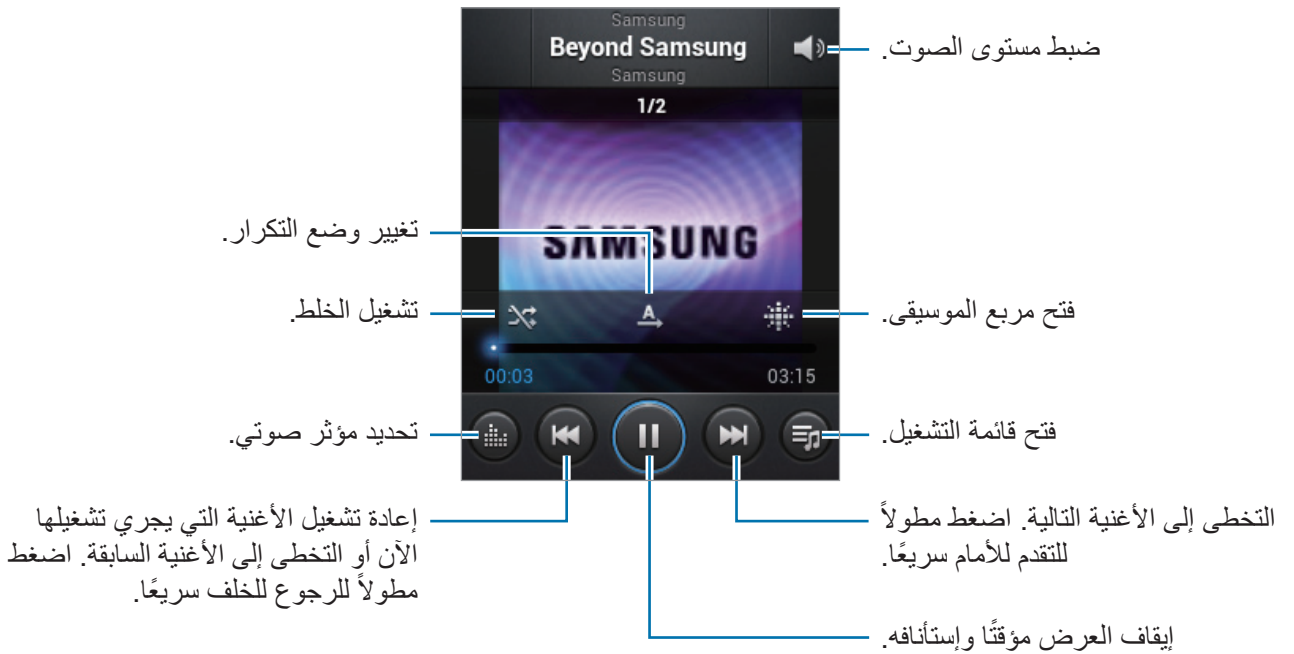 Samsung
Beyond Samsung
Samsung
ضبط مستوى الصوت.
1/2
تغيير وضع التكرار.
SAMSUNG
A
تشغيل الخلط.
فتح مربع الموسيقى.
00:03
03:15
تحديد مؤثر صوتي.
فتح قائمة التشغيل.
التخطى إلى الأغنية التالية. اضغط مطولاً
للتقدم للأمام سريعًا.
إعادة تشغيل الأغنية التي يجري تشغيلها
الآن أو التخطى إلى الأغنية السابقة. اضغط
مطولاً للرجوع للخلف سريعًا.
إيقاف العرض مؤقتًا وإستأنافه.